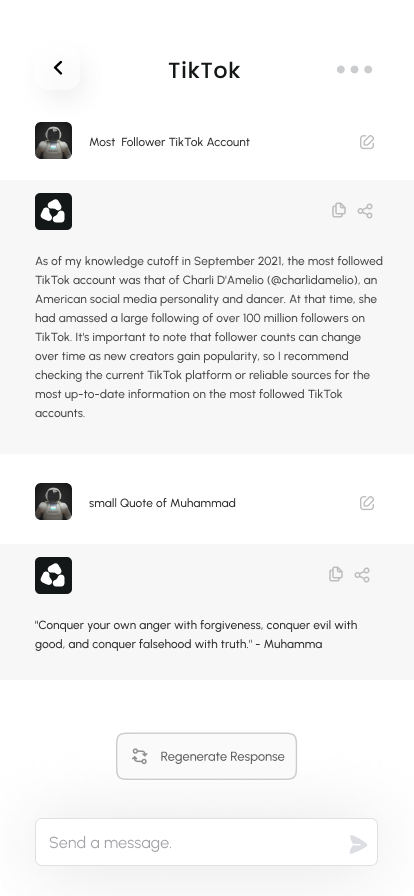 TikTok
Most Follower TikTok Account
As of my knowledge cutoff in September 2021, the most followed
TikTok account was that of Charli D'Amelio (@charlidamelio), an
American social media personality and dancer. At that time, she
had amassed a large following of over 100 million followers on
TikTok. It's important to note that follower counts can change
over time as new creators gain popularity, so I recommend
checking the current TikTok platform or reliable sources for the
most up-to-date information on the most followed TikTok
accounts.
small Quote of Muhammad
"Conquer your own anger with forgiveness, conquer evil with
good, and conquer falsehood with truth." - Muhamma
Regenerate Response
Send a message.